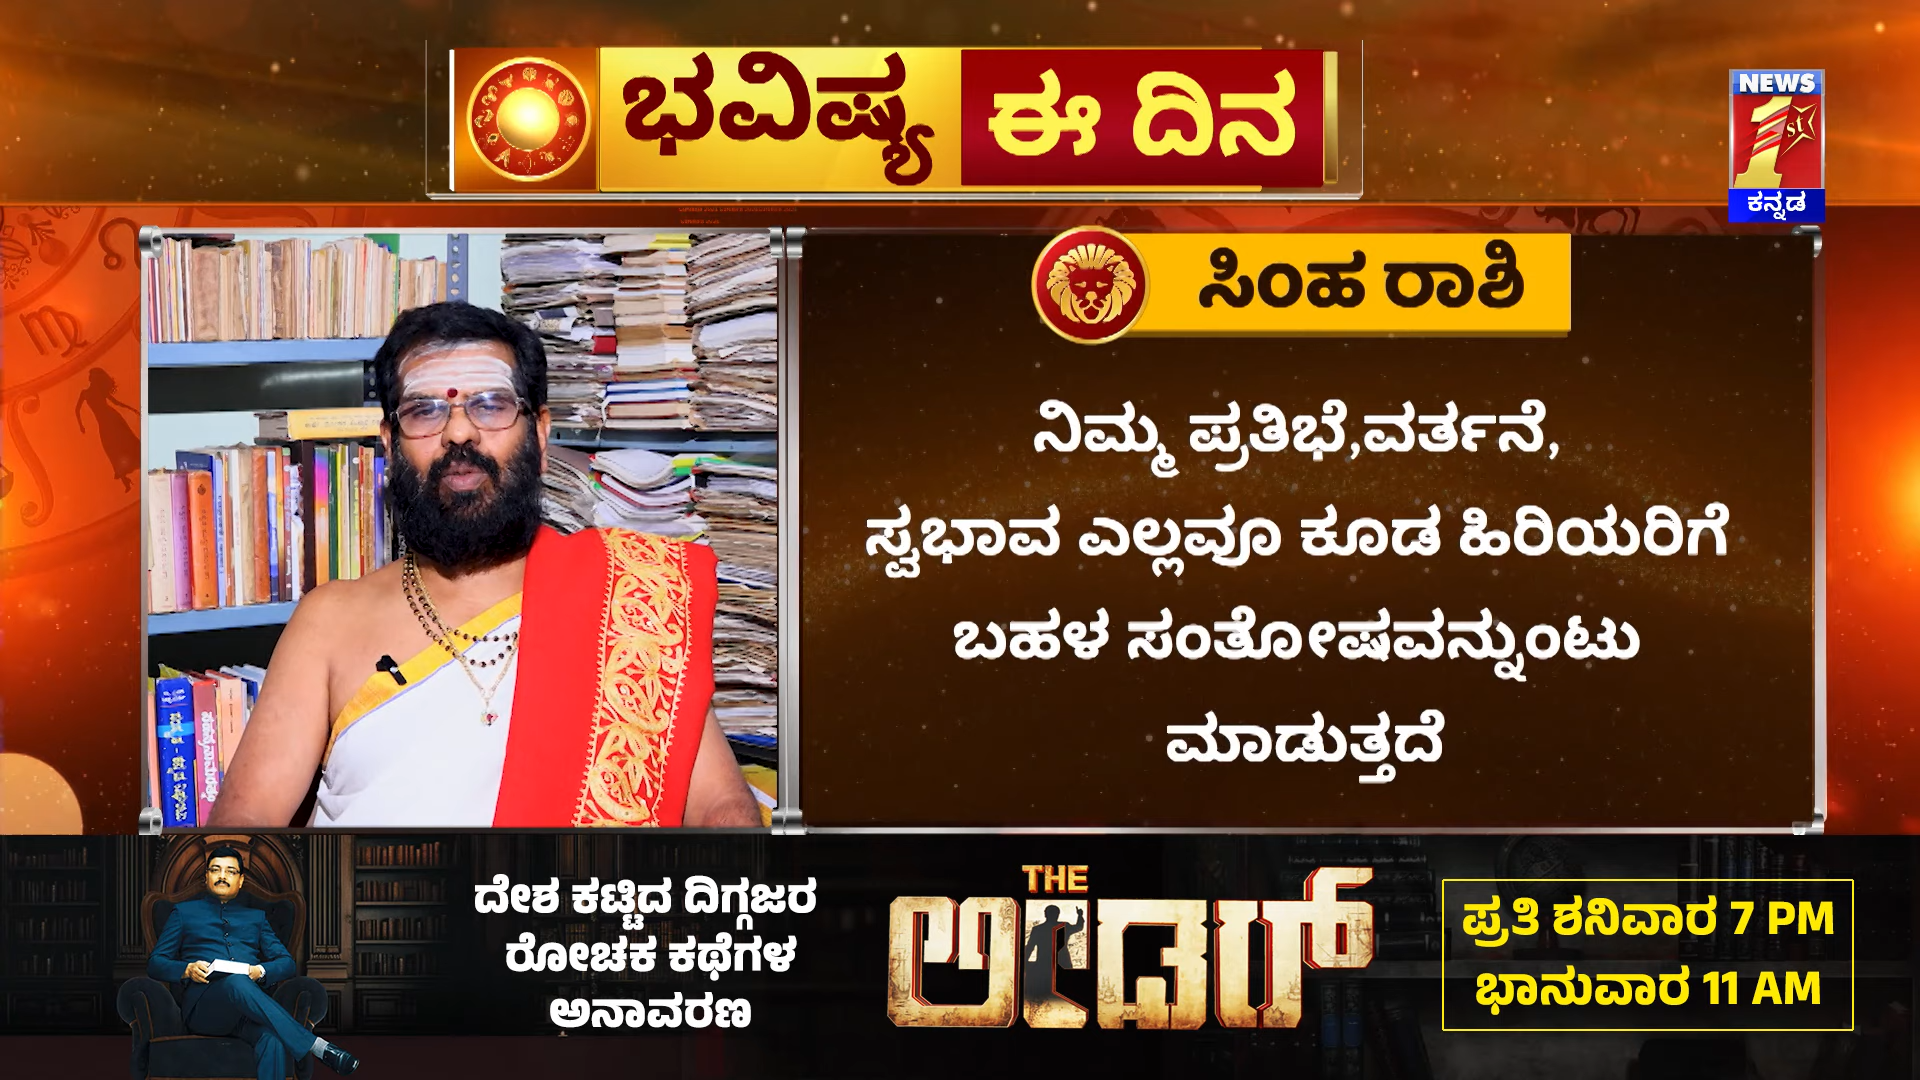 ಭವಿಷ್ಯ ಈ ದಿನ
NEWS
1st
ಕನ್ನಡ
ಸಿಂಹ ರಾಶಿ
ನಿಮ್ಮ ಪ್ರತಿಭೆ,ವರ್ತನೆ,
ಸ್ವಭಾವ ಎಲ್ಲವೂ ಕೂಡ ಹಿರಿಯರಿಗೆ
ಬಹಳ ಸಂತೋಷವನ್ನುಂಟು
ಮಾಡುತ್ತದೆ
ದೇಶ ಕಟ್ಟಿದ ದಿಗ್ಗಜರ
ರೋಚಕ ಕಥೆಗಳ
ಅನಾವರಣ
THE
ಲೀಡರ್
ಪ್ರತಿ ಶನಿವಾರ 7 PM
ಭಾನುವಾರ 11 AM